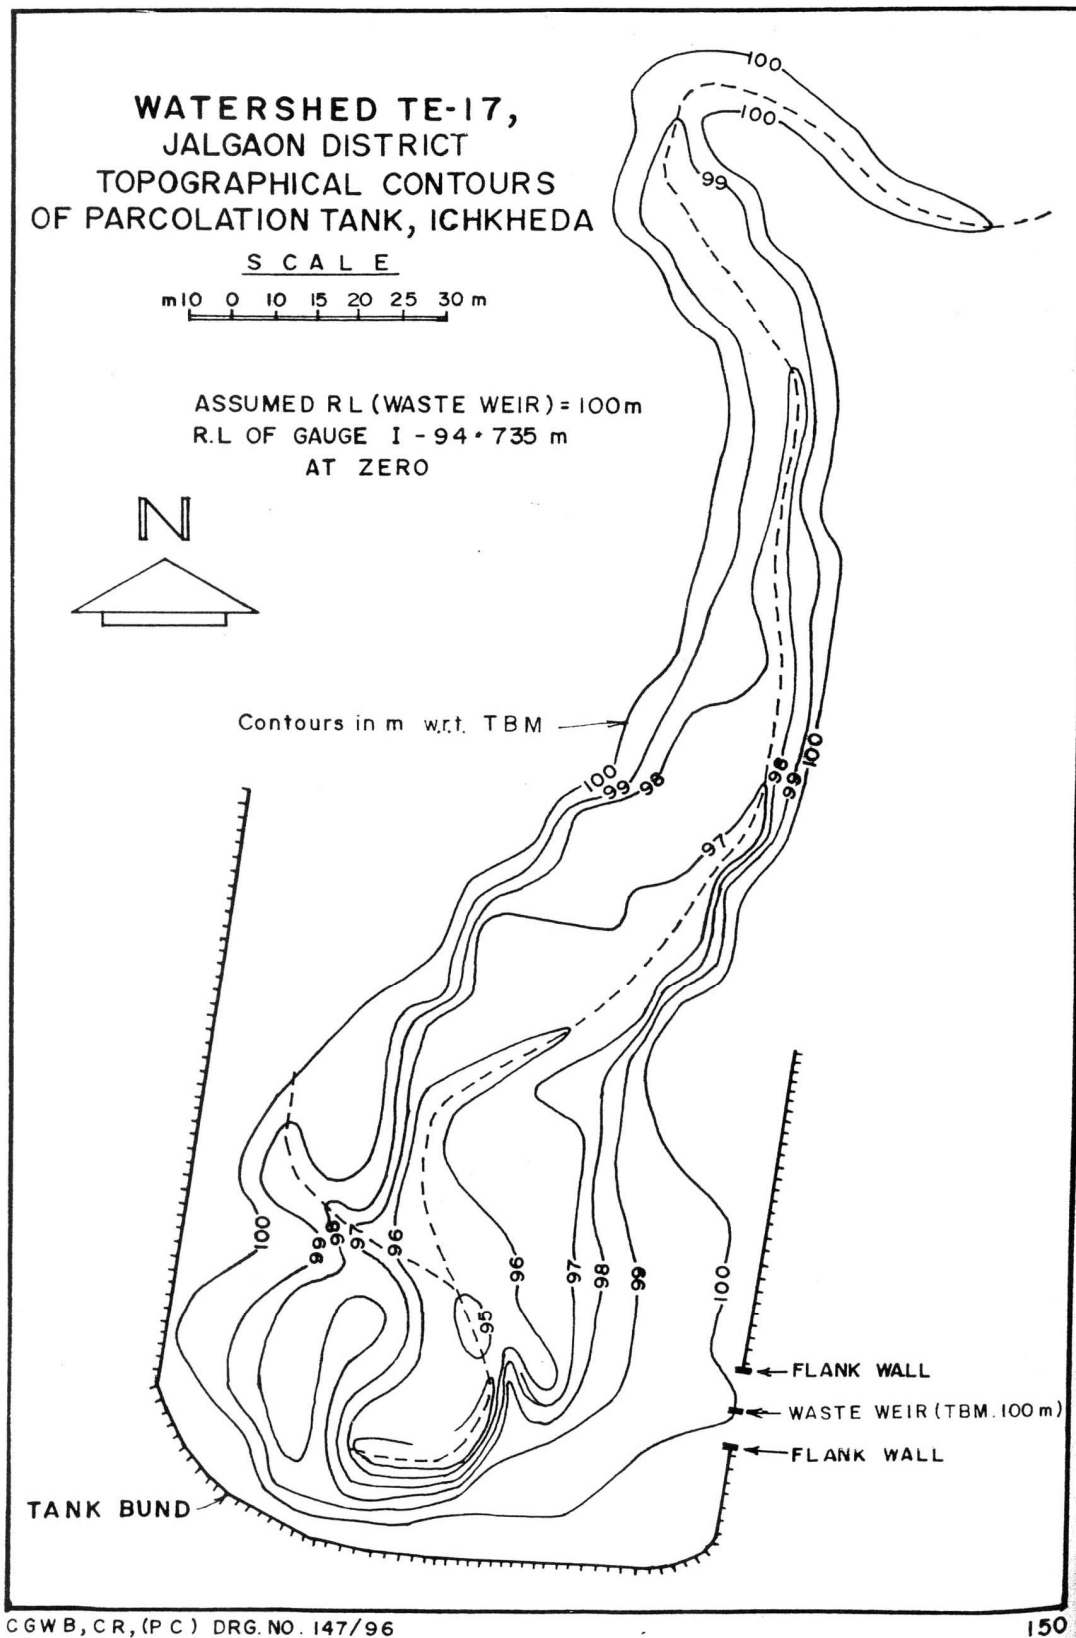 WATERSHED TE-17,
JALGAON DISTRICT
TOPOGRAPHICAL CONTOURS
OF PARCOLATION TANK, ICHKHEDA
SCALE
m10 0 10 15 20 25 30 m
ASSUMED RL (WASTE WEIR) = 100m
R.L OF GAUGE I - 94.735 m
AT ZERO
N
100
100
99
Contours in m w.r.t. TBM
100
99
98
98
99
100
97
100
99
98
97
96
95
96
97
98
99
100
FLANK WALL
WASTE WEIR (TBM. 100 m)
FLANK WALL
TANK BUND
CGWB, CR, (PC) DRG. NO. 147/96
150